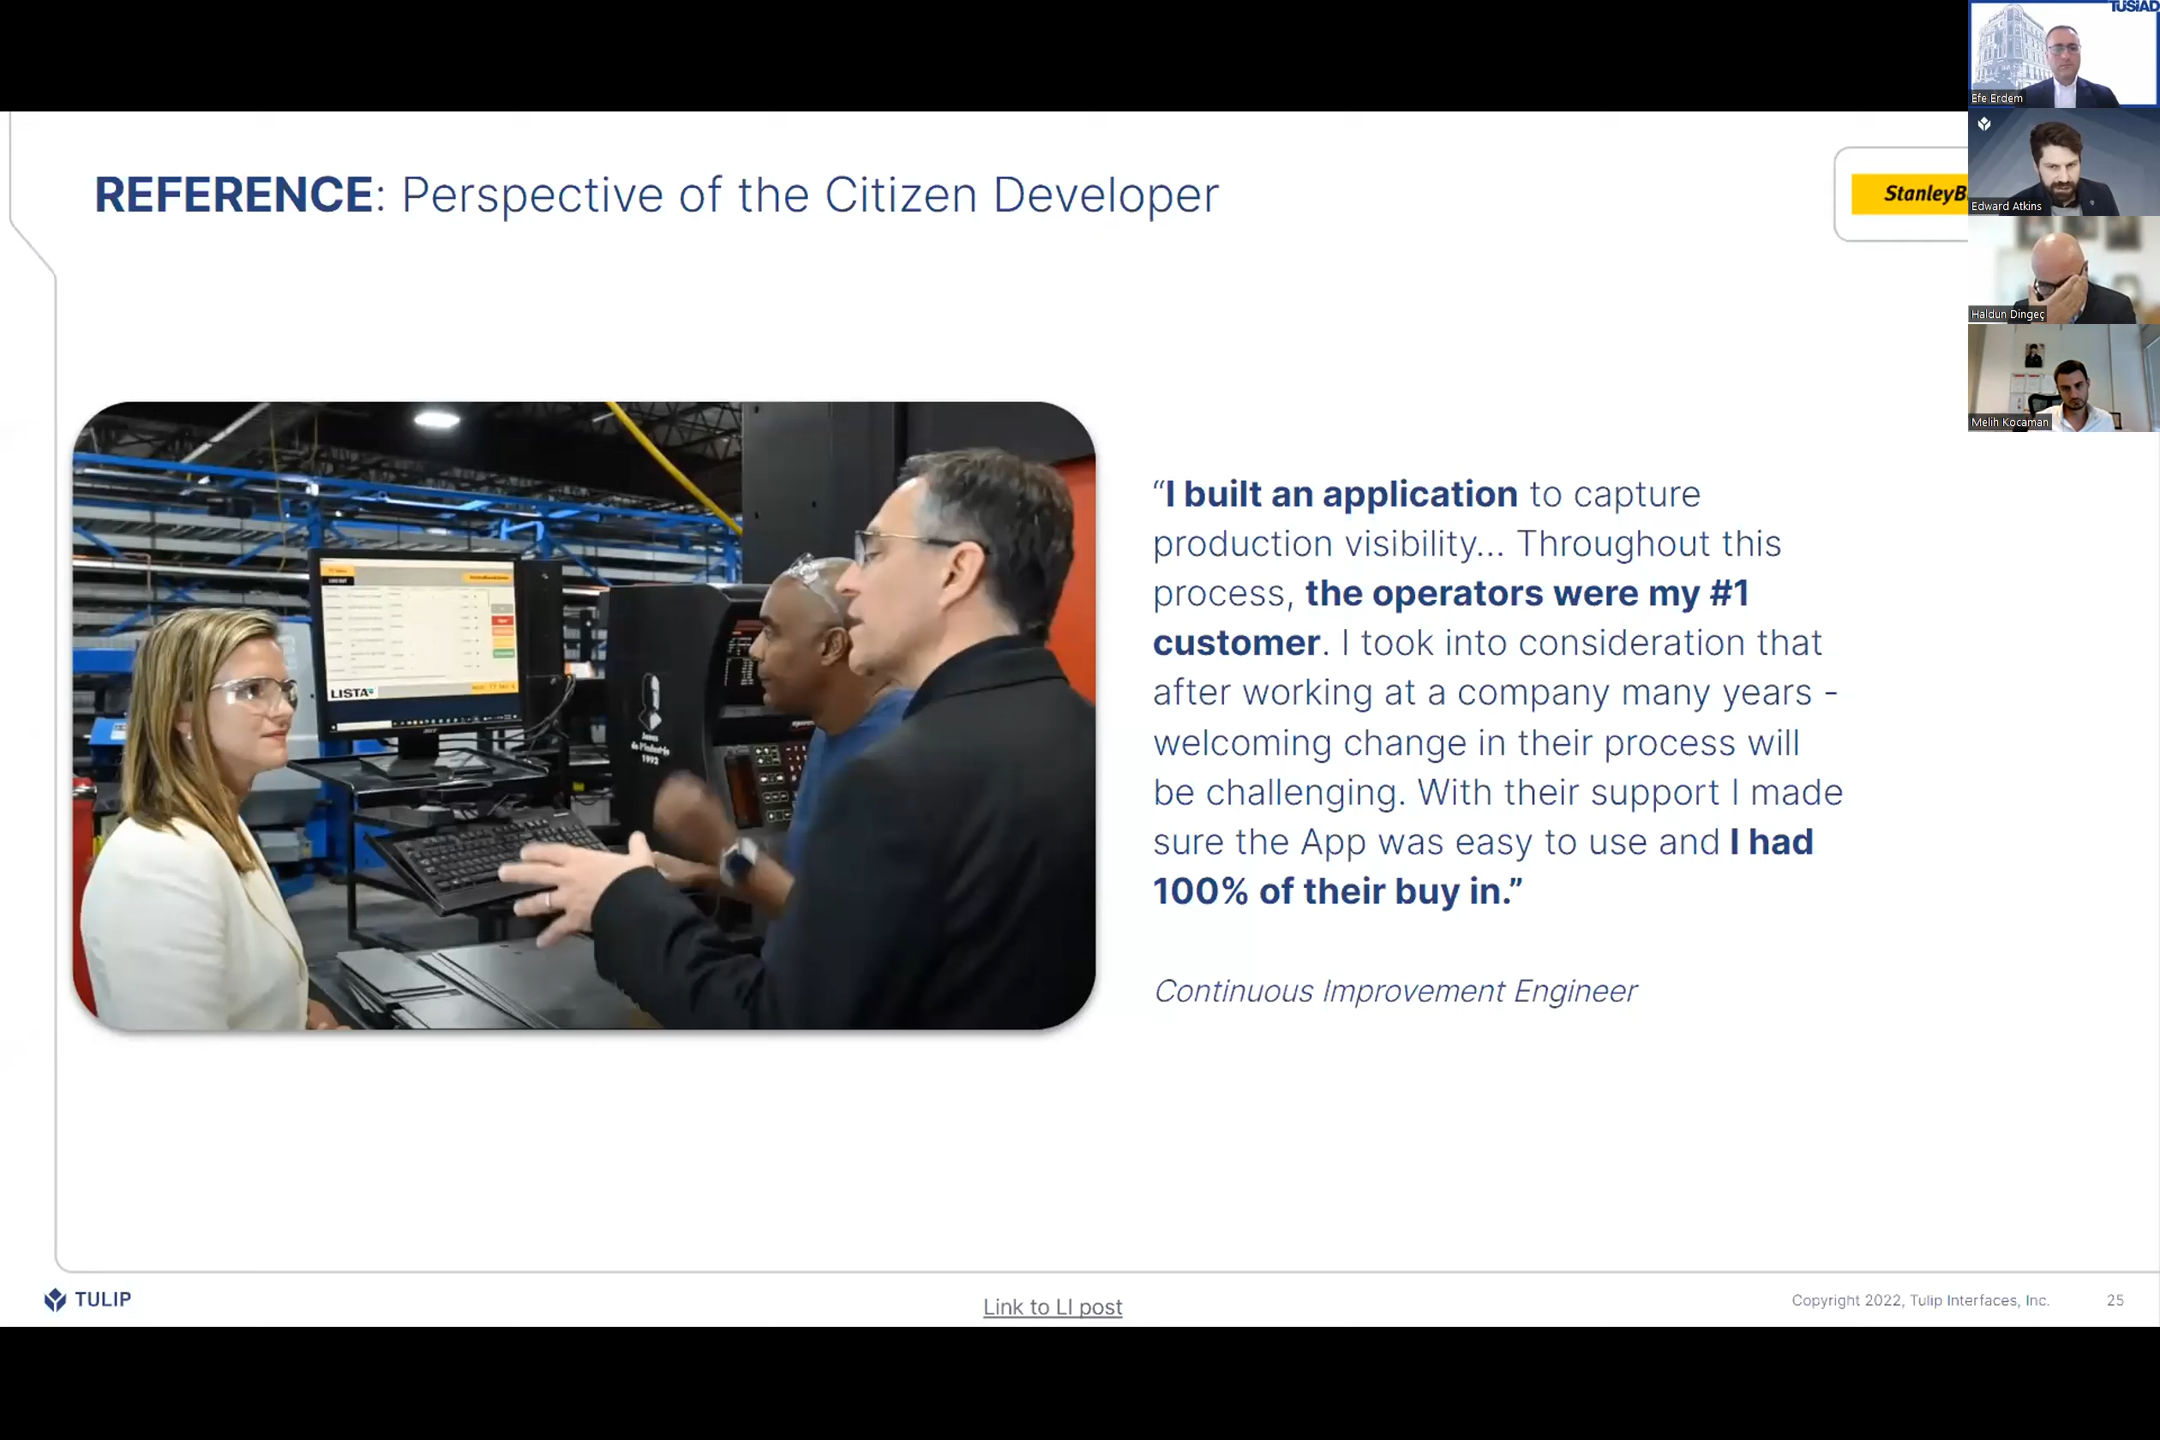 TÜSİAD
Efe Erdem
REFERENCE: Perspective of the Citizen Developer
StanleyB
Edward Atkins
Haldun Dingeç
Melih Kocaman
LISTA
1992
“I built an application to capture
production visibility... Throughout this
process, the operators were my #1
customer. I took into consideration that
after working at a company many years -
welcoming change in their process will
be challenging. With their support I made
sure the App was easy to use and I had
100% of their buy in.”
Continuous Improvement Engineer
TULIP
Link to LI post
Copyright 2022, Tulip Interfaces, Inc.
25